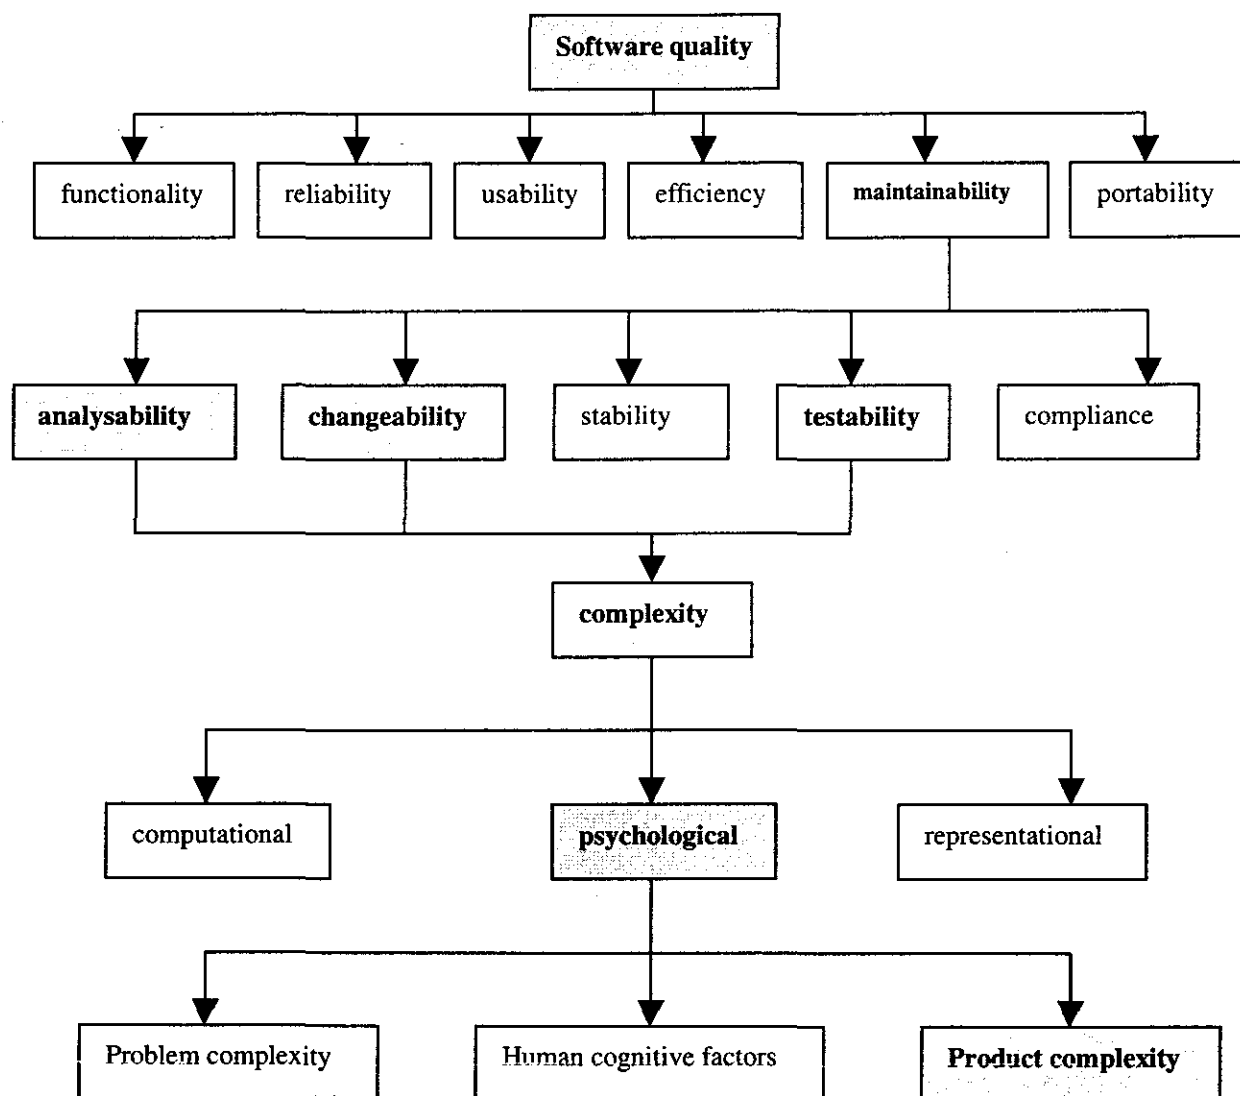 Software quality
functionality
reliability
usability
efficiency
maintainability
portability
analysability
changeability
stability
testability
compliance
complexity
computational
psychological
representational
Problem complexity
Human cognitive factors
Product complexity